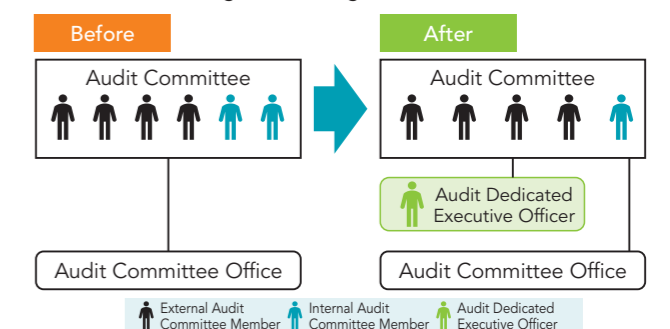 Before
After
Audit Committee
Audit Committee
Audit Dedicated
Executive Officer
Audit Committee Office
Audit Committee Office
External Audit
Committee Member
Internal Audit
Committee Member
Audit Dedicated
Executive Officer